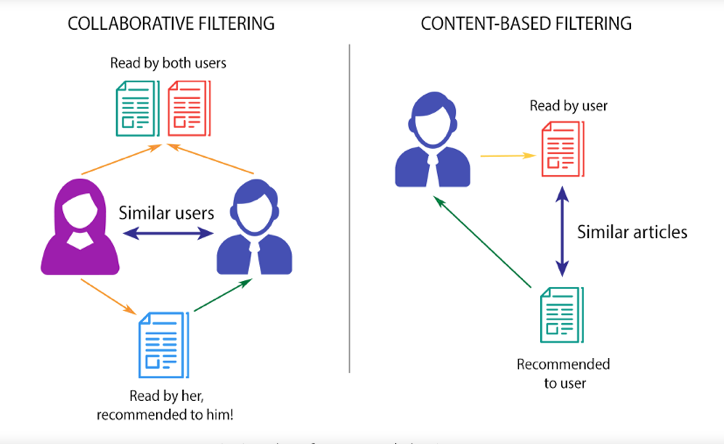 COLLABORATIVE FILTERING
Read by both users
Similar users
Read by her,
recommended to him!
CONTENT-BASED FILTERING
Read by user
Similar articles
Recommended
to user